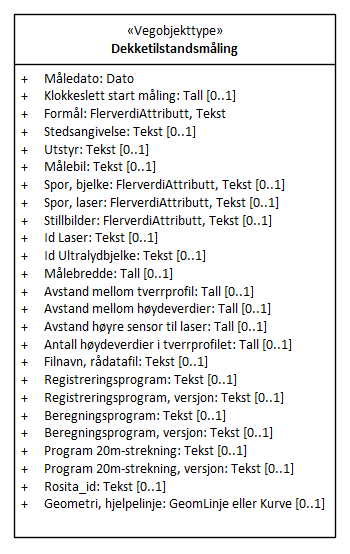 «Vegobjekttype»
Dekketilstandsmåling
+ Måledato: Dato
+ Klokkeslett start måling: Tall [0..1]
+ Formål: FlerverdiAttributt, Tekst
+ Stedsangivelse: Tekst [0..1]
+ Utstyr: Tekst [0..1]
+ Målebil: Tekst [0..1]
+ Spor, bjelke: FlerverdiAttributt, Tekst [0..1]
+ Spor, laser: FlerverdiAttributt, Tekst [0..1]
+ Stillbilder: FlerverdiAttributt, Tekst [0..1]
+ Id Laser: Tekst [0..1]
+ Id Ultralydbjelke: Tekst [0..1]
+ Målebredde: Tall [0..1]
+ Avstand mellom tverrprofil: Tall [0..1]
+ Avstand mellom høydeverdier: Tall [0..1]
+ Avstand høyre sensor til laser: Tall [0..1]
+ Antall høydeverdier i tverrprofilet: Tall [0..1]
+ Filnavn, rådatafil: Tekst [0..1]
+ Registreringsprogram: Tekst [0..1]
+ Registreringsprogram, versjon: Tekst [0..1]
+ Beregningsprogram: Tekst [0..1]
+ Beregningsprogram, versjon: Tekst [0..1]
+ Program 20m-strekning: Tekst [0..1]
+ Program 20m-strekning, versjon: Tekst [0..1]
+ Rosita_id: Tekst [0..1]
+ Geometri, hjelpelinje: GeomLinje eller Kurve [0..1]